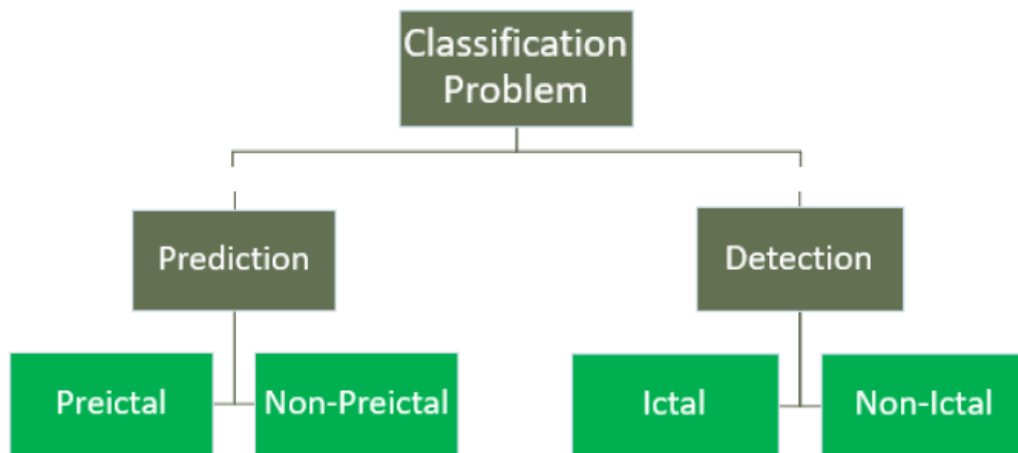 Classification
Problem
Prediction
Detection
Preictal
Non-Preictal
Ictal
Non-Ictal